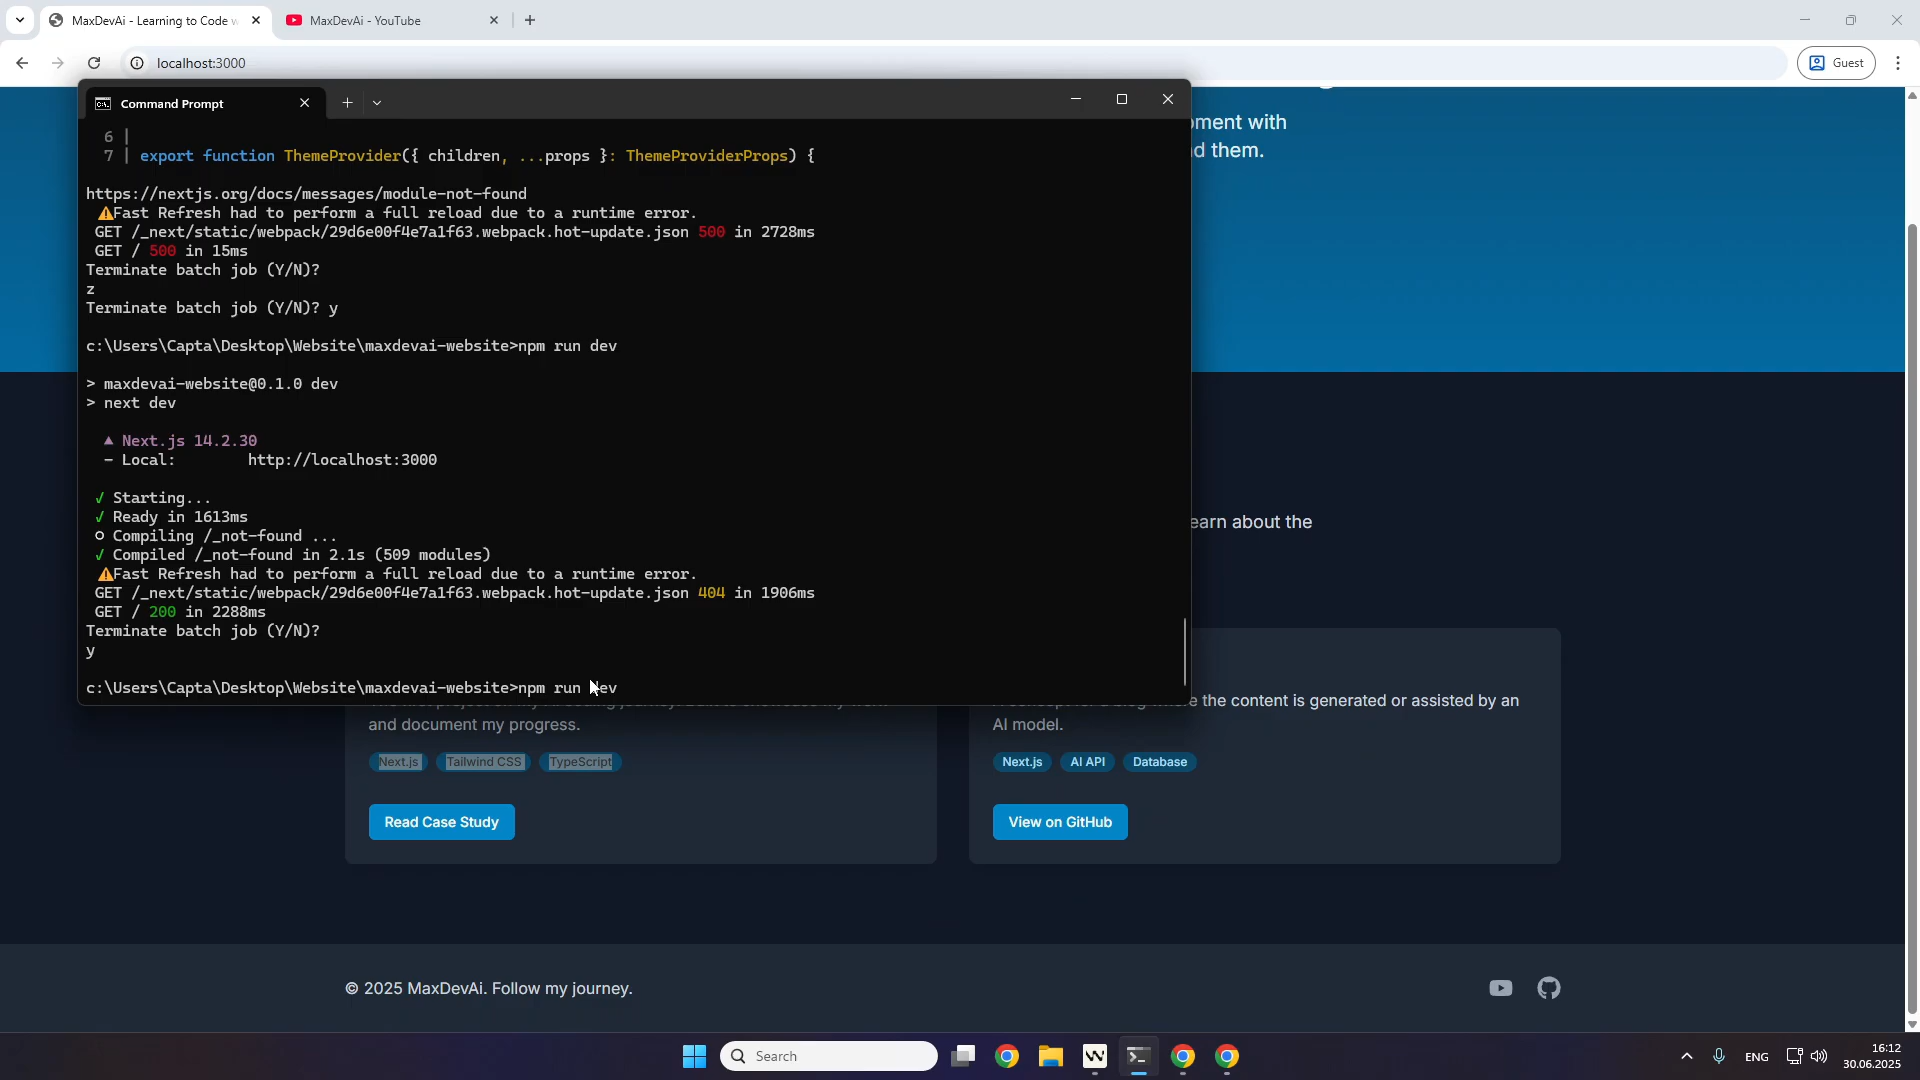 MaxDevAi - Learning to Code w
MaxDevAi - YouTube
localhost:3000
Guest
Command Prompt
6 |
7 | export function ThemeProvider({ children, ...props }: ThemeProviderProps) {
https://nextjs.org/docs/messages/module-not-found
⚠Fast Refresh had to perform a full reload due to a runtime error.
GET /_next/static/webpack/29d6e00f4e7a1f63.webpack.hot-update.json 500 in 2728ms
GET / 500 in 15ms
Terminate batch job (Y/N)?
z
Terminate batch job (Y/N)? y
c:\Users\Capta\Desktop\Website\maxdevai-website>npm run dev
> maxdevai-website@0.1.0 dev
> next dev
▲ Next.js 14.2.30
- Local: http://localhost:3000
✓ Starting...
✓ Ready in 1613ms
○ Compiling /_not-found ...
✓ Compiled /_not-found in 2.1s (509 modules)
⚠Fast Refresh had to perform a full reload due to a runtime error.
GET /_next/static/webpack/29d6e00f4e7a1f63.webpack.hot-update.json 404 in 1906ms
GET / 200 in 2288ms
Terminate batch job (Y/N)?
y
c:\Users\Capta\Desktop\Website\maxdevai-website>npm run dev
pment with
d them.
earn about the
and document my progress.
Next.js Tailwind CSS TypeScript
Read Case Study
the content is generated or assisted by an
AI model.
Next.js AI API Database
View on GitHub
© 2025 MaxDevAi. Follow my journey.
Search
ENG
16:12
30.06.2025